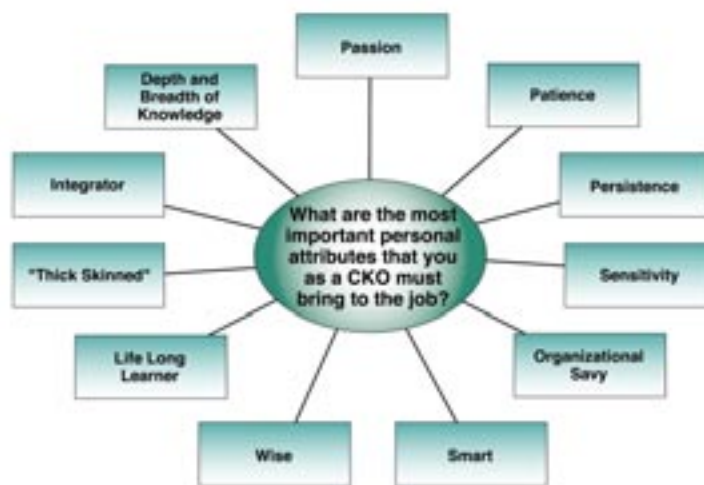 Passion
Patience
Persistence
Sensitivity
Organizational
Savy
Smart
Wise
Life Long
Learner
"Thick Skinned"
Integrator
Depth and
Breadth of
Knowledge
What are the most
important personal
attributes that you
as a CKO must
bring to the job?